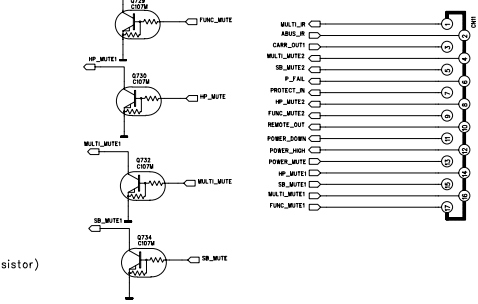 Q729
C107M
FUNC_MUTE
HP_MUTE1
Q730
C107M
HP_MUTE
MULTI_MUTE1
Q732
C107M
MULTI_MUTE
SB_MUTE1
Q734
C107M
SB_MUTE
sistor)
CN11
MULTI_IR 1
ABUS_IR 2
CARR_OUT1 3
MULTI_MUTE2 4
SB_MUTE2 5
P_FAIL 6
PROTECT_IN 7
HP_MUTE2 8
FUNC_MUTE2 9
REMOTE_OUT 10
POWER_DOWN 11
POWER_HIGH 12
POWER_MUTE 13
HP_MUTE1 14
SB_MUTE1 15
MULTI_MUTE1 16
FUNC_MUTE1 17